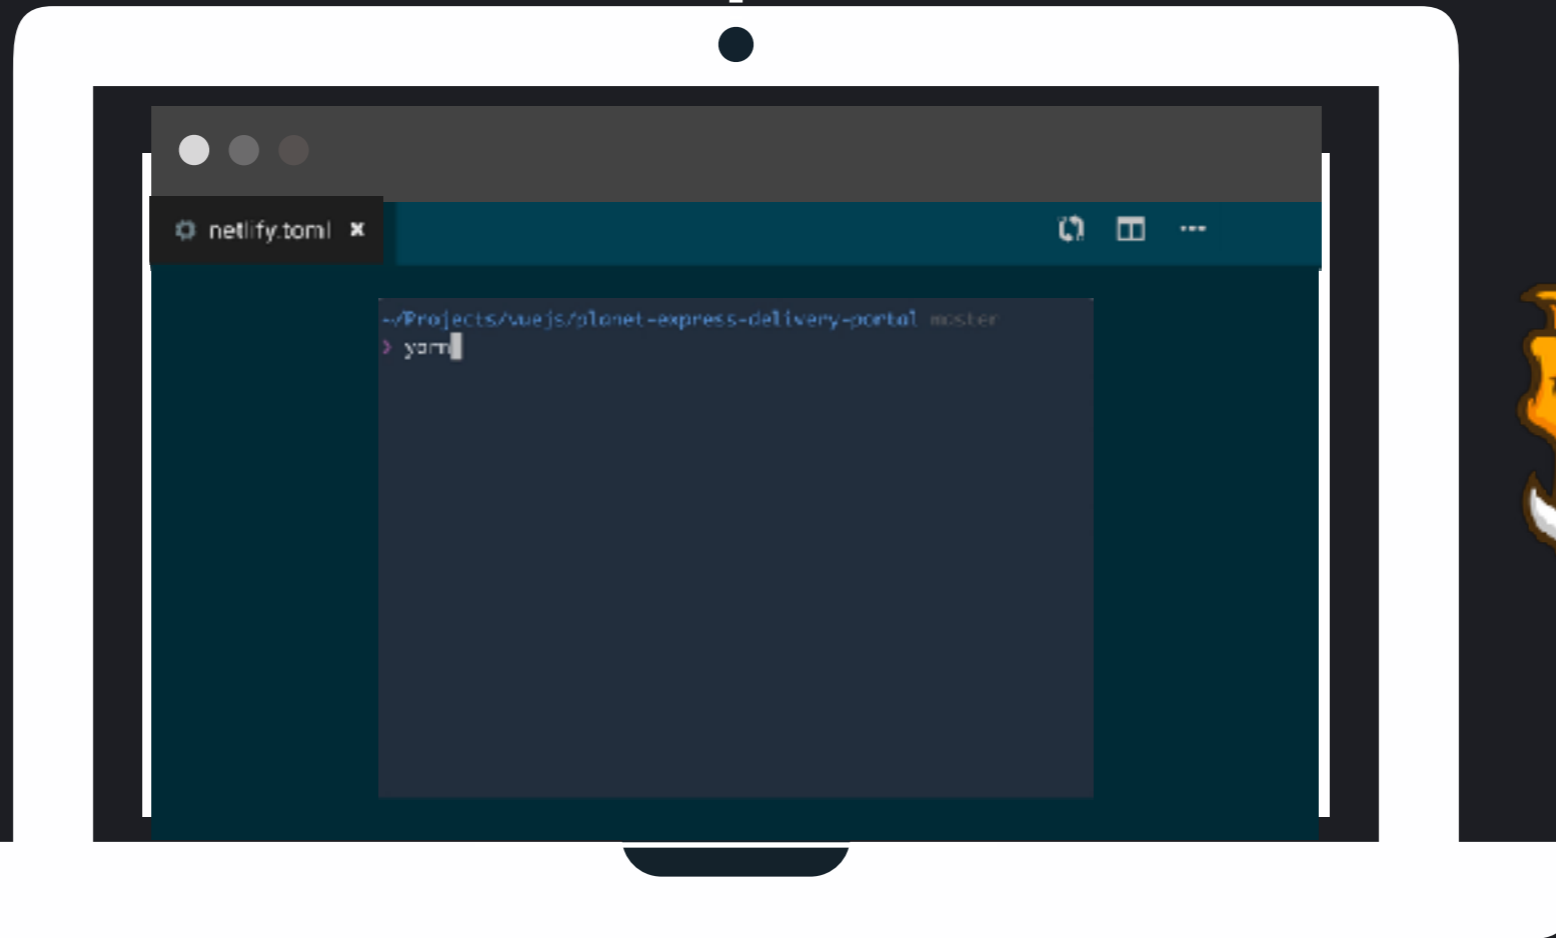 netlify.toml
~/Projects/vuejs/planet-express-delivery-portal master
❯ yarn